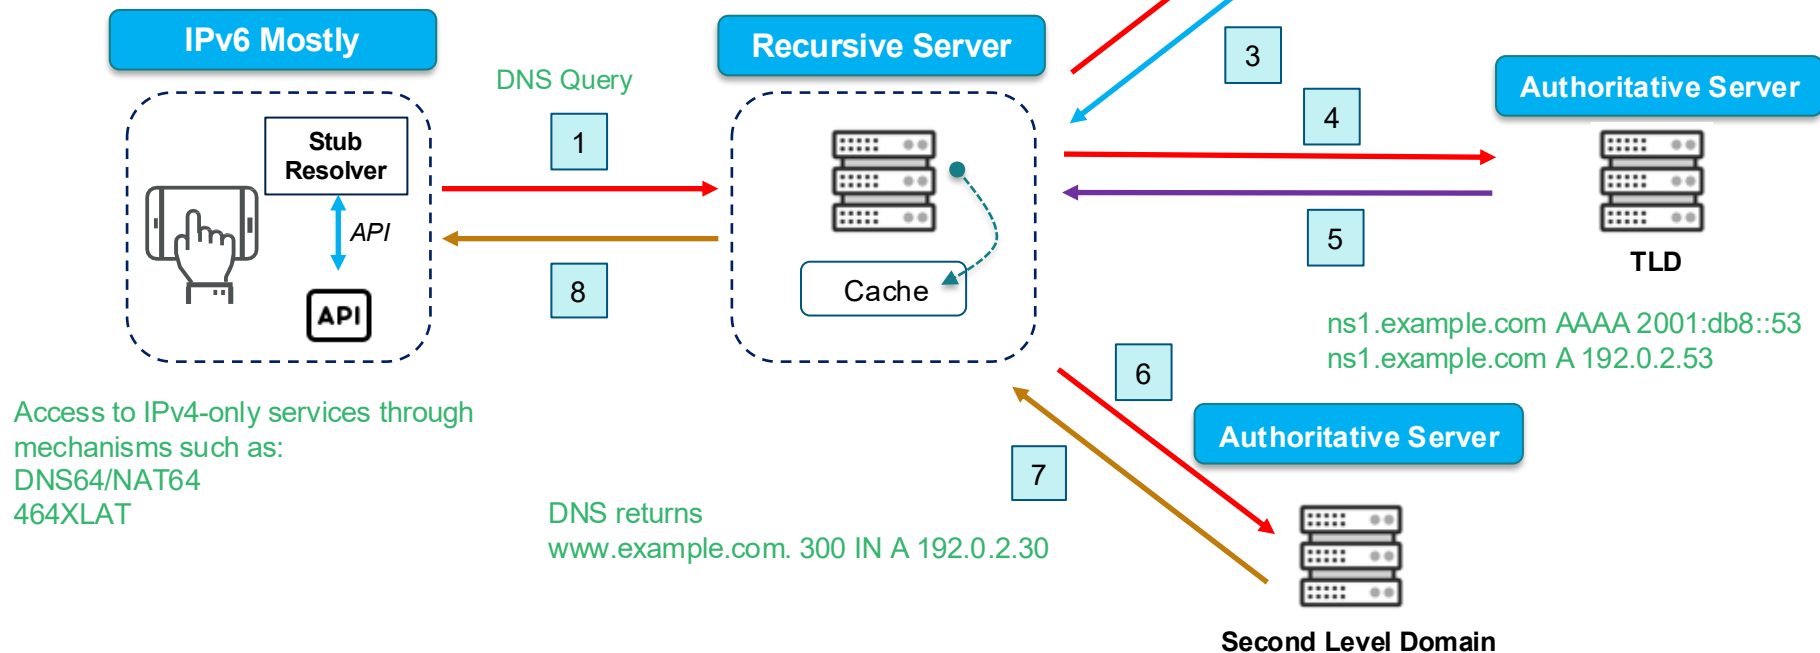 IPv6 Mostly
Recursive Server
3
DNS Query
Authoritative Server
4
1
Stub
Resolver
API
5
TLD
8
Cache
API
ns1.example.com AAAA 2001:db8::53
ns1.example.com A 192.0.2.53
6
Access to IPv4-only services through
mechanisms such as:
DNS64/NAT64
464XLAT
Authoritative Server
7
DNS returns
www.example.com. 300 IN A 192.0.2.30
Second Level Domain